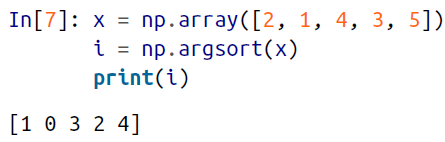 In[7]: x = np.array([2, 1, 4, 3, 5])
i = np.argsort(x)
print(i)
[1 0 3 2 4]